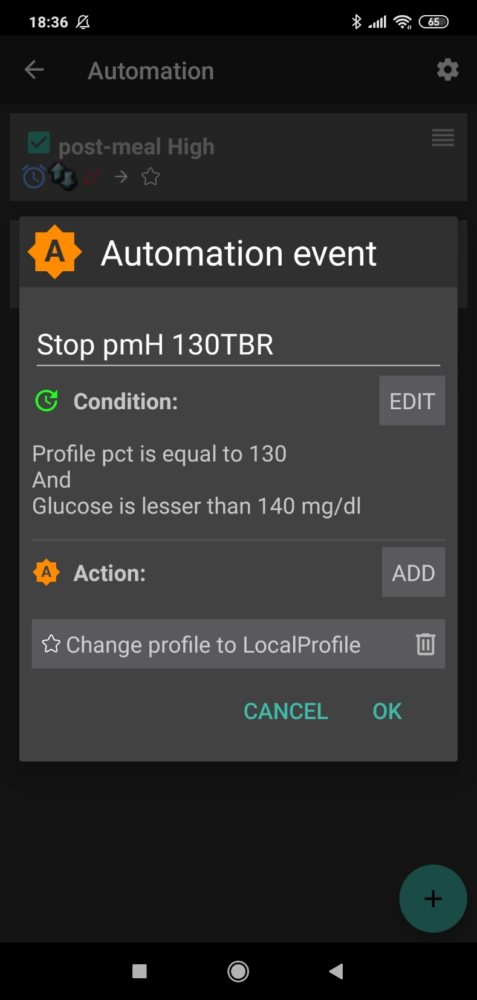 18:36
65
Automation
post-meal High
A Automation event
Stop pmH 130TBR
Condition:
EDIT
Profile pct is equal to 130
And
Glucose is lesser than 140 mg/dl
A Action:
ADD
Change profile to LocalProfile
CANCEL OK
+